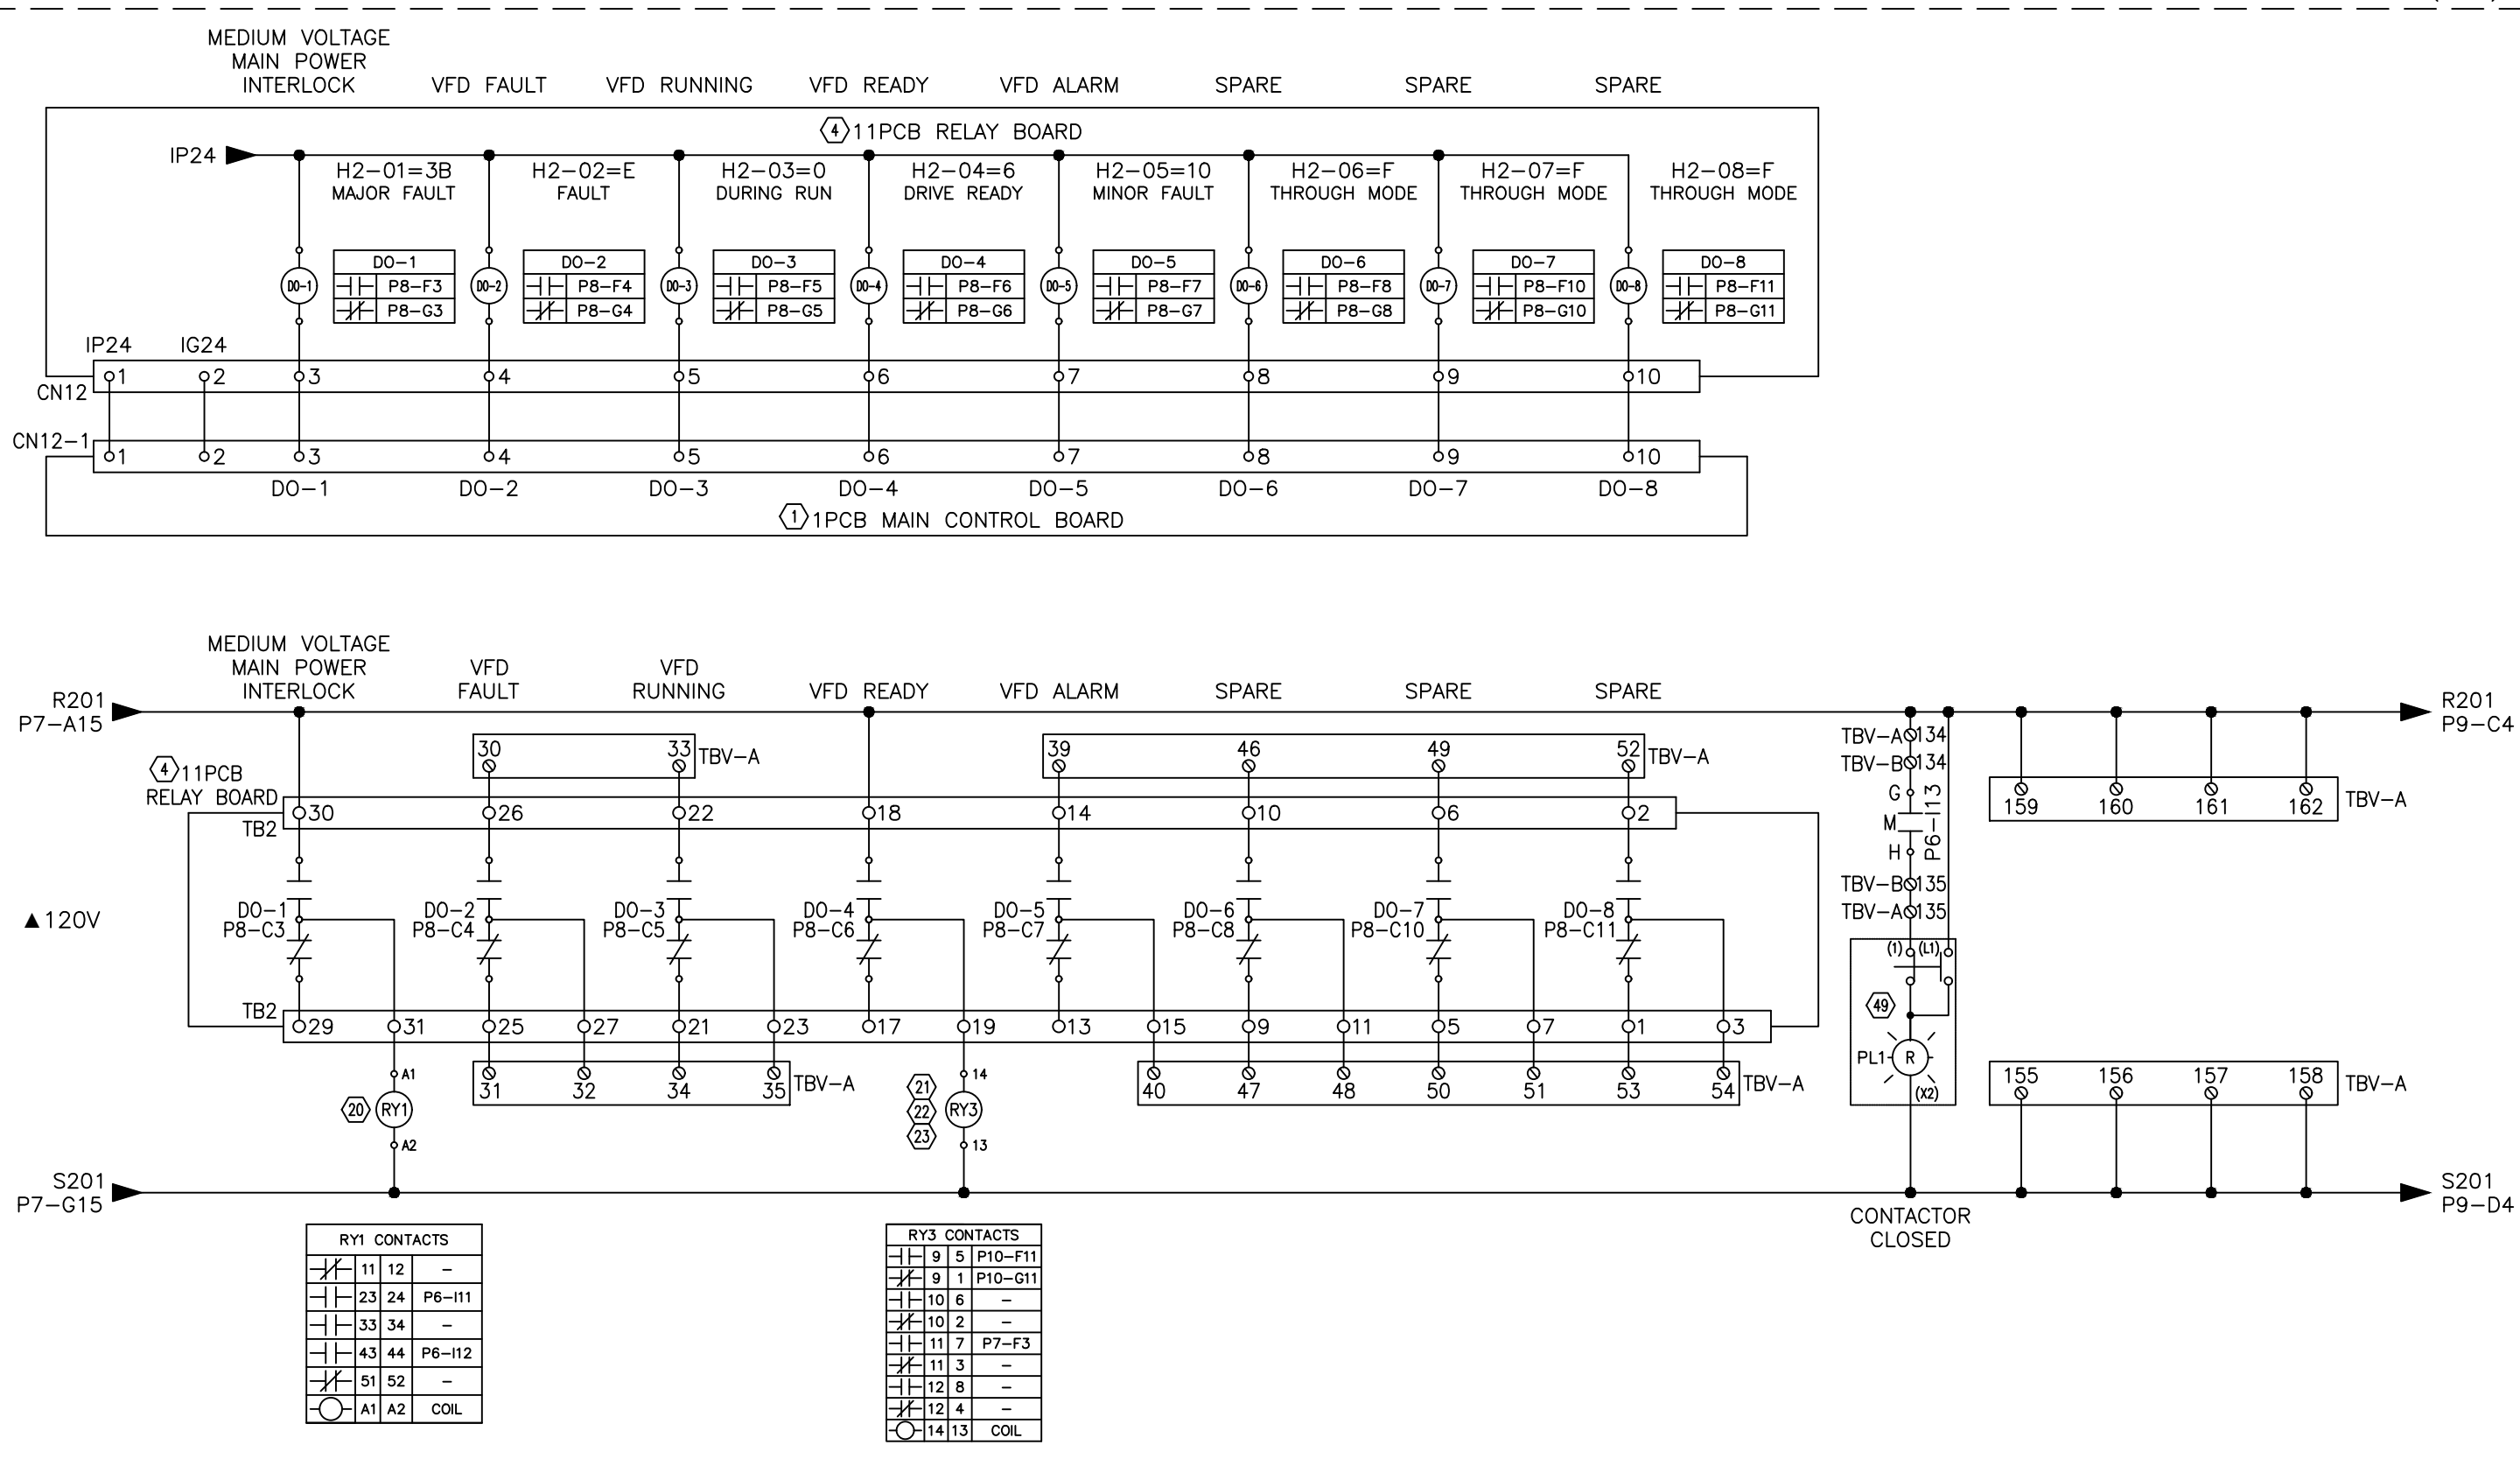 MEDIUM VOLTAGE
MAIN POWER
INTERLOCK
VFD FAULT
VFD RUNNING
VFD READY
VFD ALARM
SPARE
SPARE
SPARE
4 11PCB RELAY BOARD
IP24
H2-01=3B
MAJOR FAULT
H2-02=E
FAULT
H2-03=0
DURING RUN
H2-04=6
DRIVE READY
H2-05=10
MINOR FAULT
H2-06=F
THROUGH MODE
H2-07=F
THROUGH MODE
H2-08=F
THROUGH MODE
DO-1
DO-1
P8-F3
P8-G3
DO-2
DO-2
P8-F4
P8-G4
DO-3
DO-3
P8-F5
P8-G5
DO-4
DO-4
P8-F6
P8-G6
DO-5
DO-5
P8-F7
P8-G7
DO-6
DO-6
P8-F8
P8-G8
DO-7
DO-7
P8-F10
P8-G10
DO-8
DO-8
P8-F11
P8-G11
IP24 IG24
CN12
1 2 3 4 5 6 7 8 9 10
CN12-1
1 2 3 4 5 6 7 8 9 10
DO-1 DO-2 DO-3 DO-4 DO-5 DO-6 DO-7 DO-8
1 1PCB MAIN CONTROL BOARD
MEDIUM VOLTAGE
MAIN POWER
INTERLOCK
VFD
FAULT
VFD
RUNNING
VFD READY
VFD ALARM
SPARE
SPARE
SPARE
R201
P7-A15
R201
P9-C4
30 33 TBV-A
39 46 49 52 TBV-A
4 11PCB
RELAY BOARD
TB2
30 26 22 18 14 10 6 2
▲120V
DO-1
P8-C3
DO-2
P8-C4
DO-3
P8-C5
DO-4
P8-C6
DO-5
P8-C7
DO-6
P8-C8
DO-7
P8-C10
DO-8
P8-C11
TB2
29 31 25 27 21 23 17 19 13 15 9 11 5 7 1 3
31 32 34 35 TBV-A
40 47 48 50 51 53 54 TBV-A
A1
20 RY1
A2
14
21
22
23
RY3
13
TBV-A 134
TBV-B 134
G
M
P6-I13
H
TBV-B 135
TBV-A 135
(1) (L1)
49
PL1 R
(X2)
159 160 161 162 TBV-A
155 156 157 158 TBV-A
S201
P7-G15
S201
P9-D4
CONTACTOR
CLOSED
RY1 CONTACTS
11 12 -
23 24 P6-I11
33 34 -
43 44 P6-I12
51 52 -
A1 A2 COIL
RY3 CONTACTS
9 5 P10-F11
9 1 P10-G11
10 6 -
10 2 -
11 7 P7-F3
11 3 -
12 8 -
12 4 -
14 13 COIL